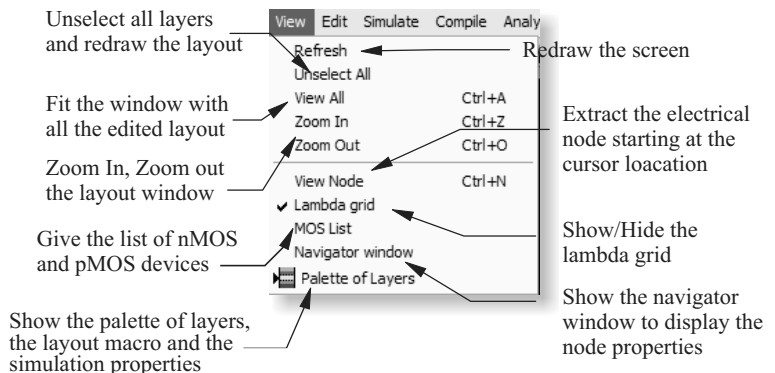 Unselect all layers
and redraw the layout
Fit the window with
all the edited layout
Zoom In, Zoom out
the layout window
Give the list of nMOS
and pMOS devices
Show the palette of layers,
the layout macro and the
simulation properties
View Edit Simulate Compile Analy
Refresh
Unselect All
View All Ctrl+A
Zoom In Ctrl+Z
Zoom Out Ctrl+O
View Node Ctrl+N
Lambda grid
MOS List
Navigator window
Palette of Layers
Redraw the screen
Extract the electrical
node starting at the
cursor loacation
Show/Hide the
lambda grid
Show the navigator
window to display the
node properties